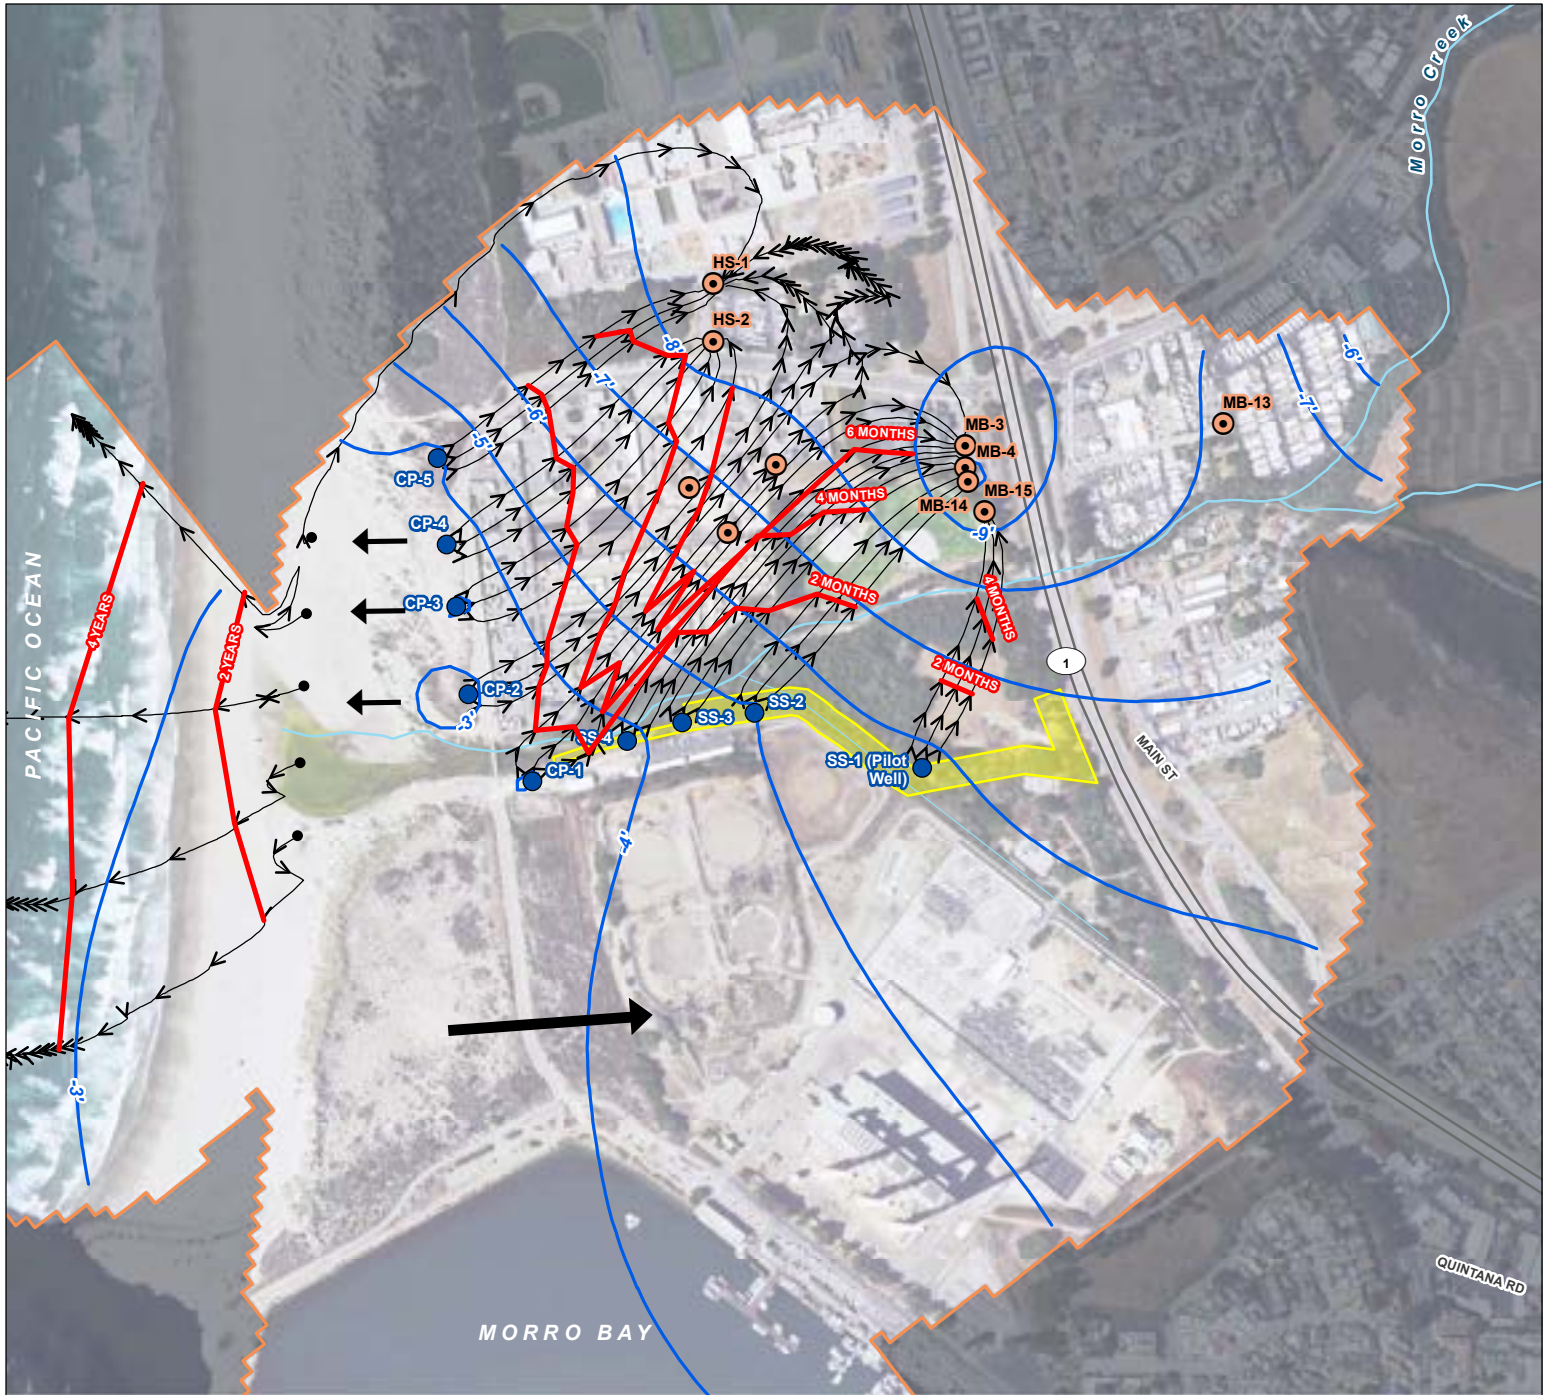 Morro Creek
HS-1
HS-2
-8'
-7'
-6'
-5'
-6'
-7'
MB-13
MB-3
MB-4
MB-15
MB-14
-9'
6 MONTHS
4 MONTHS
2 MONTHS
4 MONTHS
2 MONTHS
CP-5
CP-4
CP-3
CP-2
-3'
CP-1
SS-4
SS-3
SS-2
SS-1 (Pilot
Well)
1
MAIN ST
PACIFIC OCEAN
4 YEARS
2 YEARS
-4'
-3'
MORRO BAY
QUINTANA RD